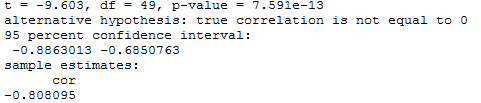 t = -9.603, df = 49, p-value = 7.591e-13
alternative hypothesis: true correlation is not equal to 0
95 percent confidence interval:
 -0.8863013 -0.6850763
sample estimates:
      cor
-0.808095